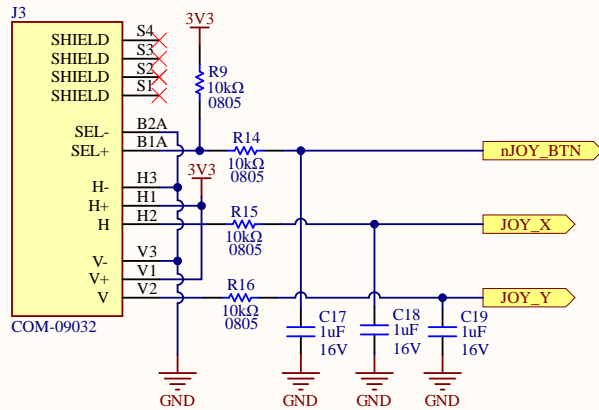 J3
3V3
SHIELD S4
SHIELD S3
SHIELD S2
SHIELD S1
R9
10kΩ
0805
SEL- B2A
SEL+ B1A
R14
10kΩ
0805
nJOY_BTN
3V3
H- H3
H+ H1
H H2
R15
10kΩ
0805
JOY_X
V- V3
V+ V1
V V2
R16
10kΩ
0805
JOY_Y
COM-09032
C17
1uF
16V
C18
1uF
16V
C19
1uF
16V
GND
GND
GND
GND